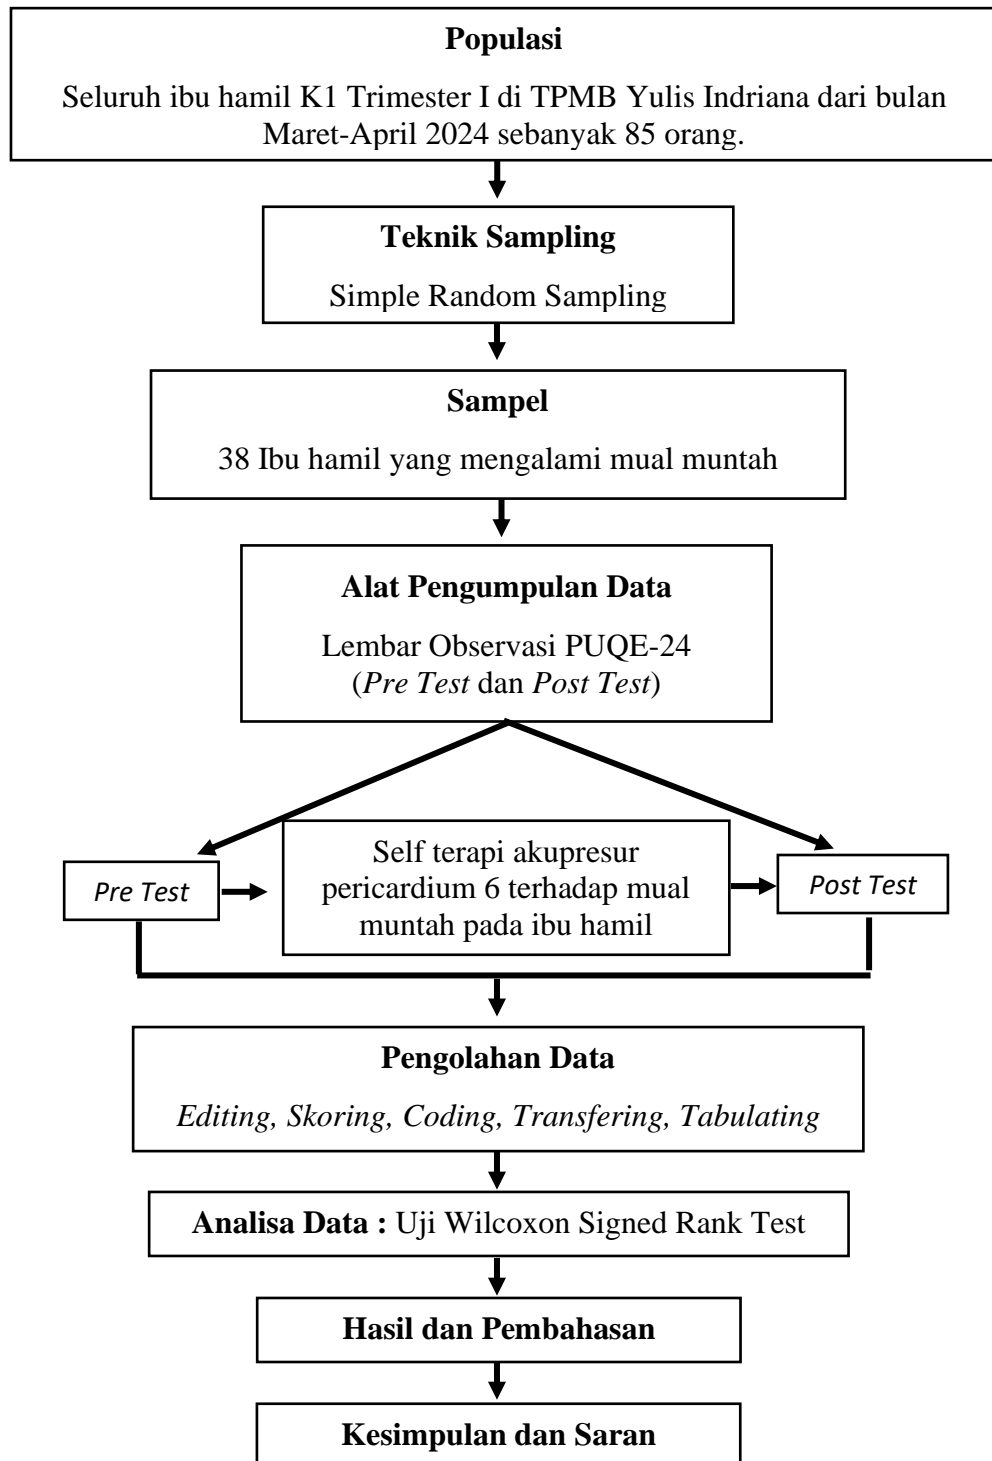 Populasi
Seluruh ibu hamil K1 Trimester I di TPMB Yulis Indriana dari bulan
Maret-April 2024 sebanyak 85 orang.
Teknik Sampling
Simple Random Sampling
Sampel
38 Ibu hamil yang mengalami mual muntah
Alat Pengumpulan Data
Lembar Observasi PUQE-24
(Pre Test dan Post Test)
Pre Test
Self terapi akupresur
pericardium 6 terhadap mual
muntah pada ibu hamil
Post Test
Pengolahan Data
Editing, Skoring, Coding, Transfering, Tabulating
Analisa Data : Uji Wilcoxon Signed Rank Test
Hasil dan Pembahasan
Kesimpulan dan Saran